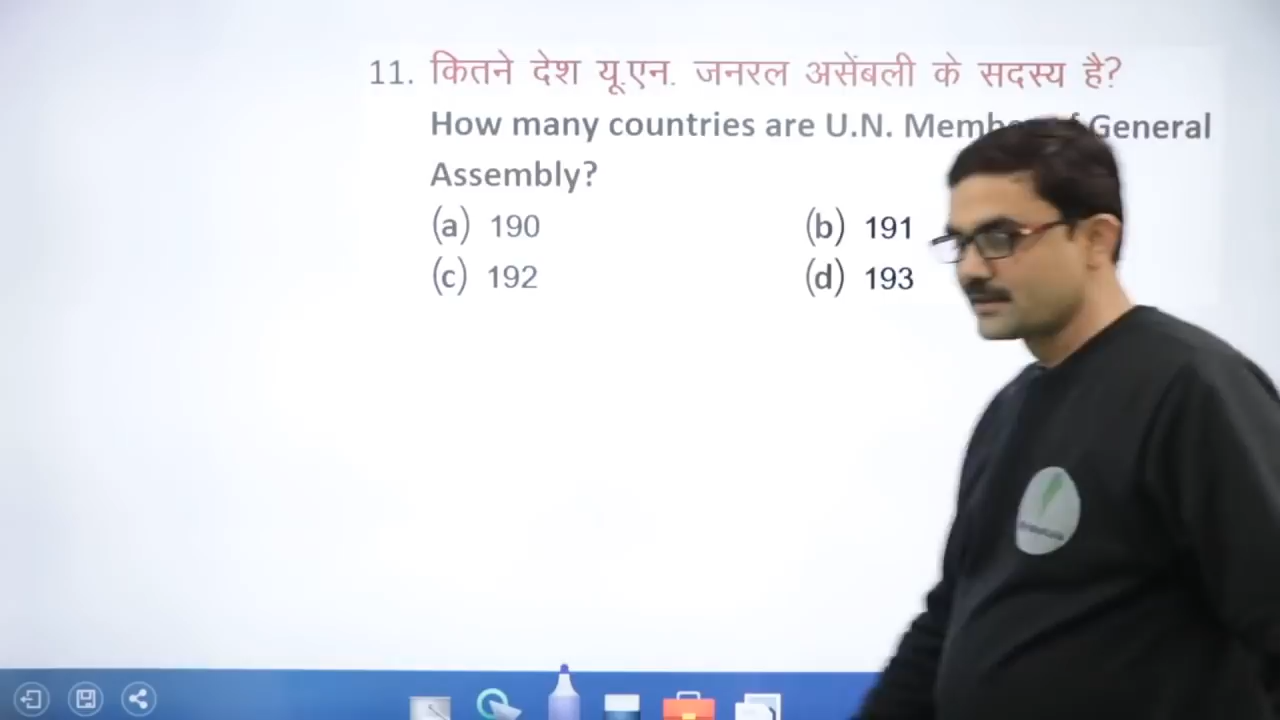 11. कितने देश यू.एन. जनरल असेंबली के सदस्य है?
How many countries are U.N. General
Assembly?
(a) 190 (b) 191
(c) 192 (d) 193